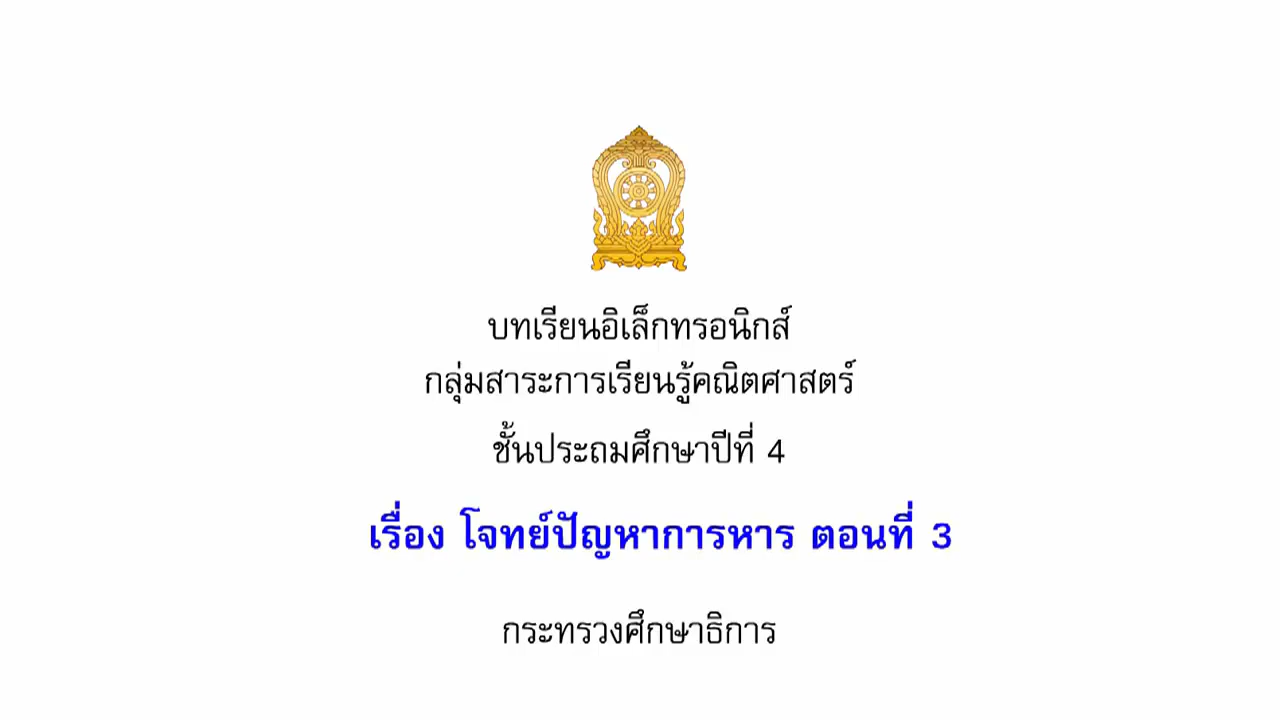 บทเรียนอิเล็กทรอนิกส์
กลุ่มสาระการเรียนรู้คณิตศาสตร์
ชั้นประถมศึกษาปีที่ 4
เรื่อง โจทย์ปัญหาการหาร ตอนที่ 3
กระทรวงศึกษาธิการ